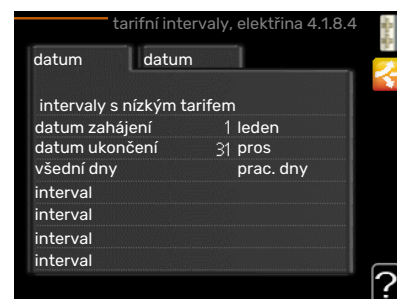 tarifní intervaly, elektřina 4.1.8.4
datum datum
intervaly s nízkým tarifem
datum zahájení 1 leden
datum ukončení 31 pros
všední dny prac. dny
interval
interval
interval
interval
?